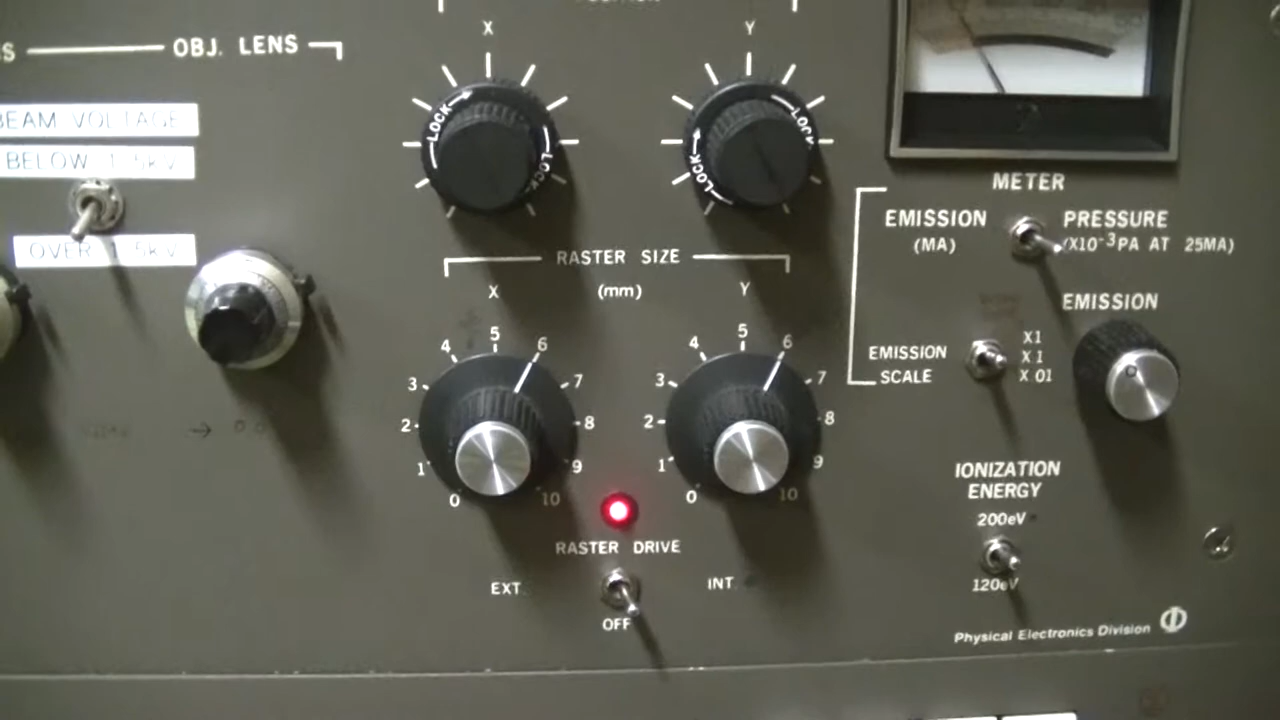 OBJ. LENS
BEAM VOLTAGE
BELOW 1.5kV
OVER 1.5kV
X
Y
LOCK
LOCK
LOCK
LOCK
RASTER SIZE
X
(mm)
Y
0 1 2 3 4 5 6 7 8 9 10
0 1 2 3 4 5 6 7 8 9 10
RASTER DRIVE
EXT.
INT.
OFF
METER
EMISSION
(MA)
PRESSURE
(X10-3PA AT 25MA)
EMISSION
EMISSION
SCALE
X1
X 1
X 01
IONIZATION
ENERGY
200eV
120eV
Physical Electronics Division